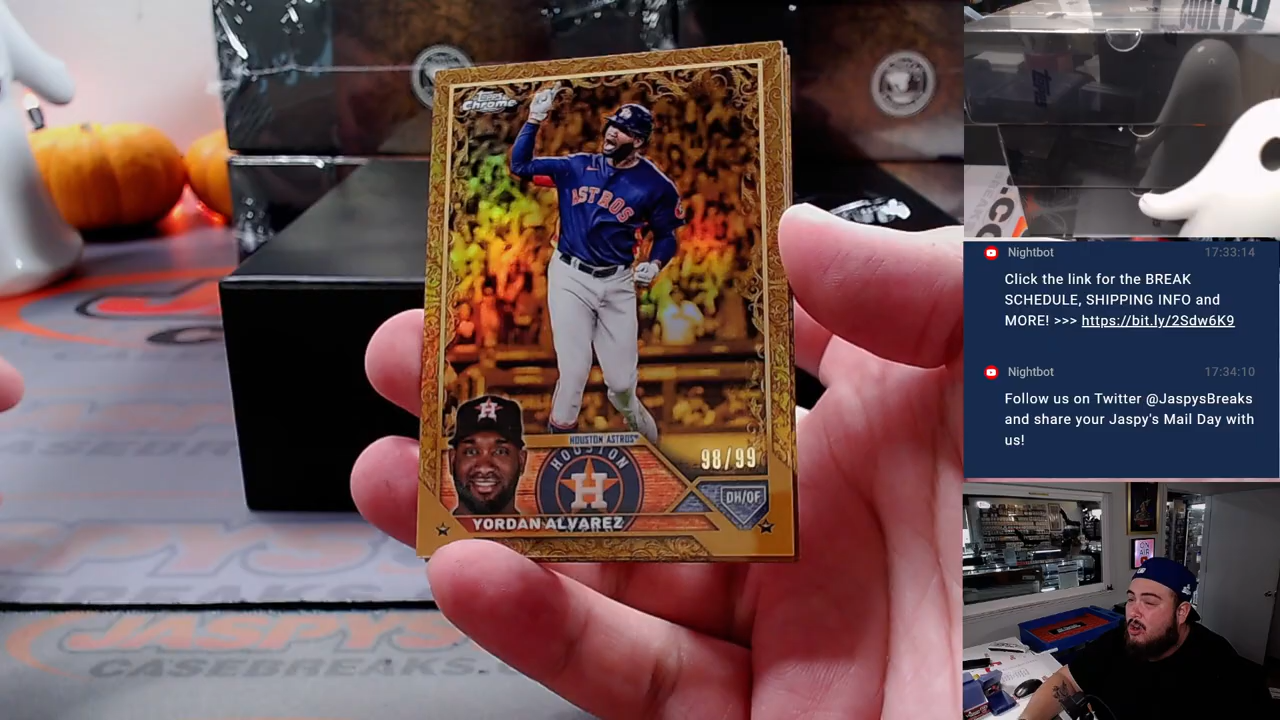 Topps
Chrome
ASTROS
HOUSTON ASTROS
98/99
HOUSTON
H
DH/OF
YORDAN ALVAREZ
JASPYS
CASEBREAKS.
Nightbot 17:33:14
Click the link for the BREAK
SCHEDULE, SHIPPING INFO and
MORE! >>> https://bit.ly/2Sdw6K9
Nightbot 17:34:10
Follow us on Twitter @JaspysBreaks
and share your Jaspy's Mail Day with
us!
ON
AIR